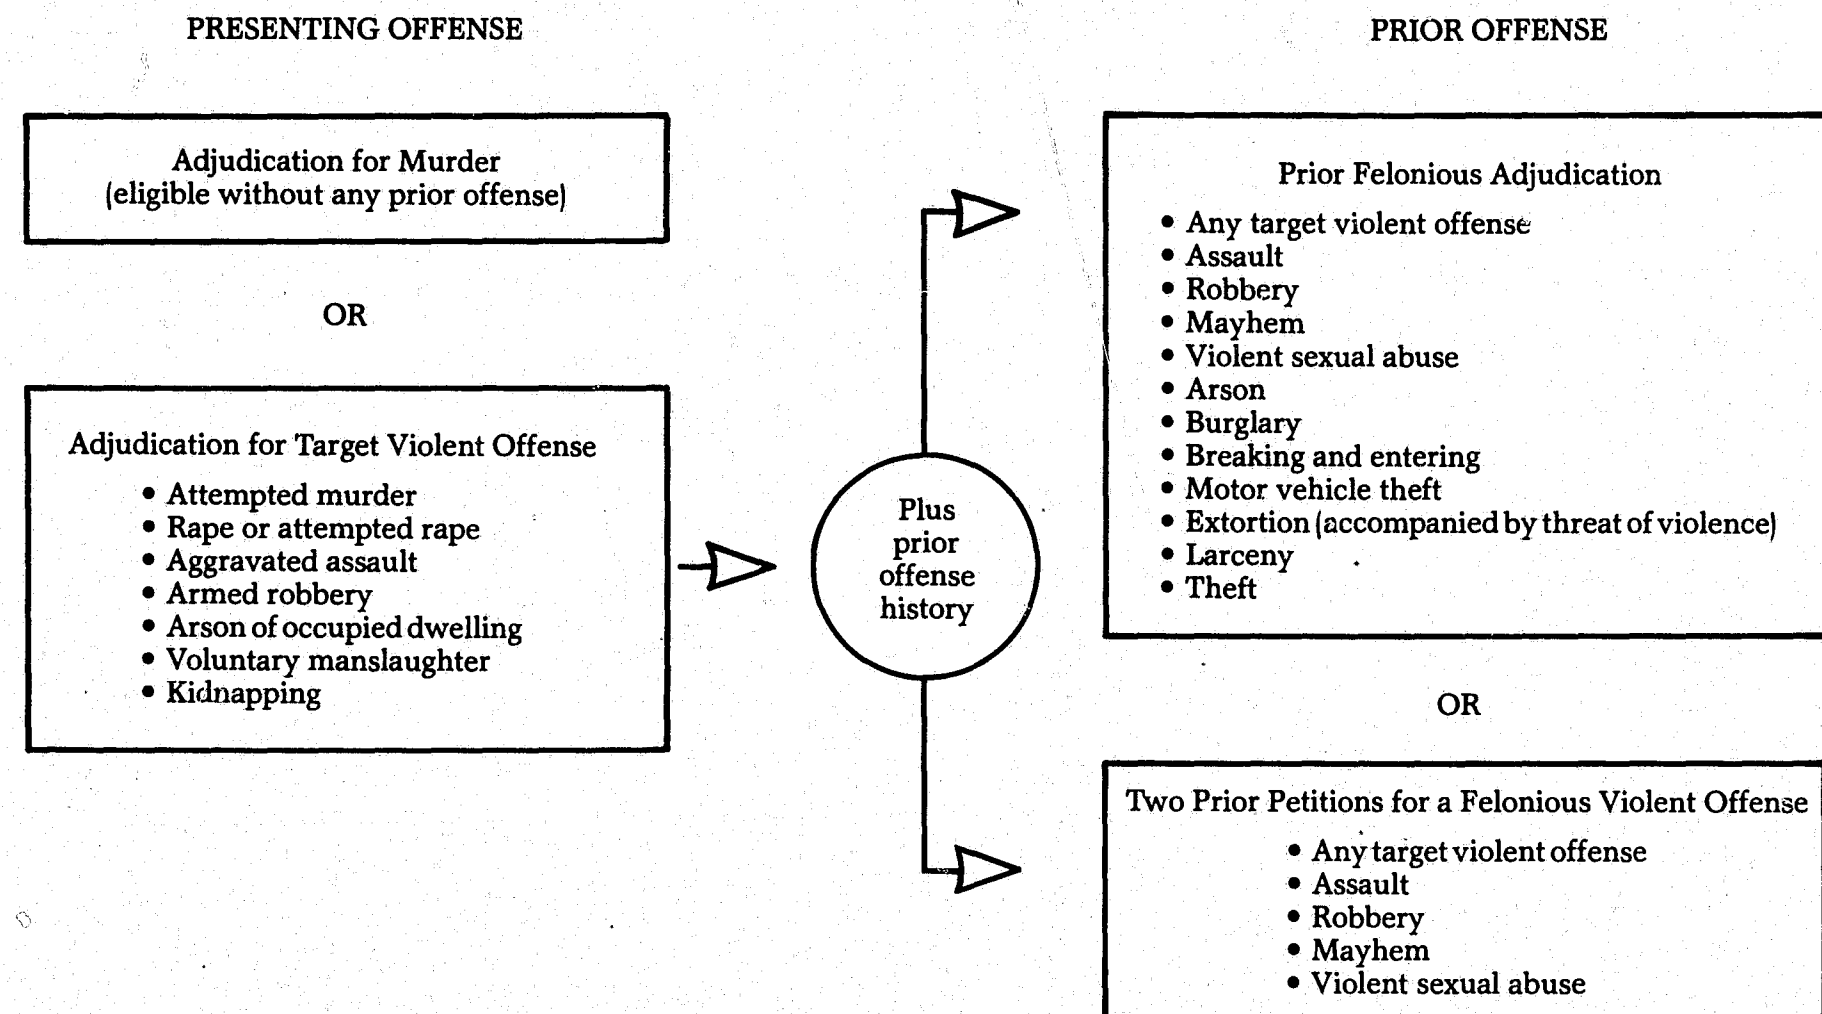 PRESENTING OFFENSE
Adjudication for Murder
(eligible without any prior offense)
OR
Adjudication for Target Violent Offense
• Attempted murder
• Rape or attempted rape
• Aggravated assault
• Armed robbery
• Arson of occupied dwelling
• Voluntary manslaughter
• Kidnapping
Plus
prior
offense
history
PRIOR OFFENSE
Prior Felonious Adjudication
• Any target violent offense
• Assault
• Robbery
• Mayhem
• Violent sexual abuse
• Arson
• Burglary
• Breaking and entering
• Motor vehicle theft
• Extortion (accompanied by threat of violence)
• Larceny
• Theft
OR
Two Prior Petitions for a Felonious Violent Offense
• Any target violent offense
• Assault
• Robbery
• Mayhem
• Violent sexual abuse